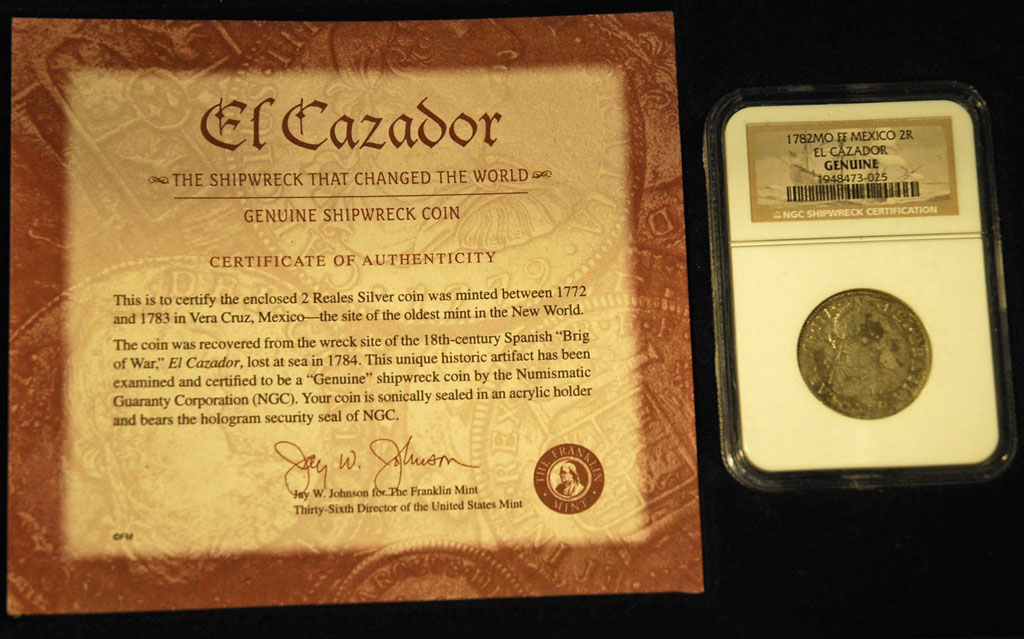 El Cazador
THE SHIPWRECK THAT CHANGED THE WORLD
GENUINE SHIPWRECK COIN
CERTIFICATE OF AUTHENTICITY
This is to certify the enclosed 2 Reales Silver coin was minted between 1772
and 1783 in Vera Cruz, Mexico—the site of the oldest mint in the New World.
The coin was recovered from the wreck site of the 18th-century Spanish “Brig
of War,” El Cazador, lost at sea in 1784. This unique historic artifact has been
examined and certified to be a “Genuine” shipwreck coin by the Numismatic
Guaranty Corporation (NGC). Your coin is sonically sealed in an acrylic holder
and bears the hologram security seal of NGC.
Jay W. Johnson
Jay W. Johnson for The Franklin Mint
Thirty-Sixth Director of the United States Mint
THE FRANKLIN
MINT
©FM
1782MO FF MEXICO 2R
EL CAZADOR
GENUINE
1948473-025
NGC SHIPWRECK CERTIFICATION